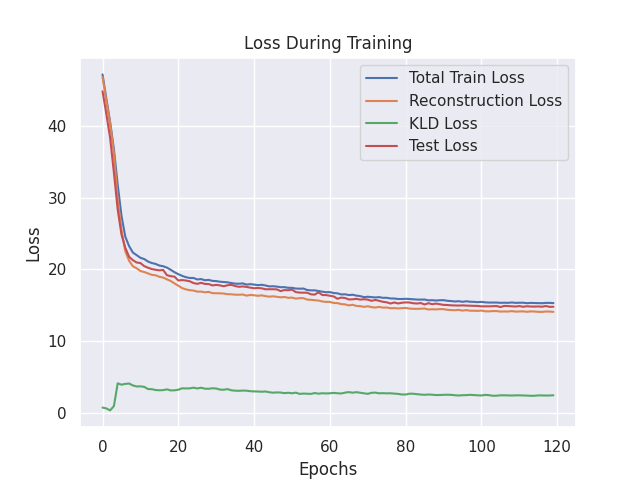 Loss During Training
Total Train Loss
Reconstruction Loss
KLD Loss
Test Loss
Loss
40
30
20
10
0
0 20 40 60 80 100 120
Epochs